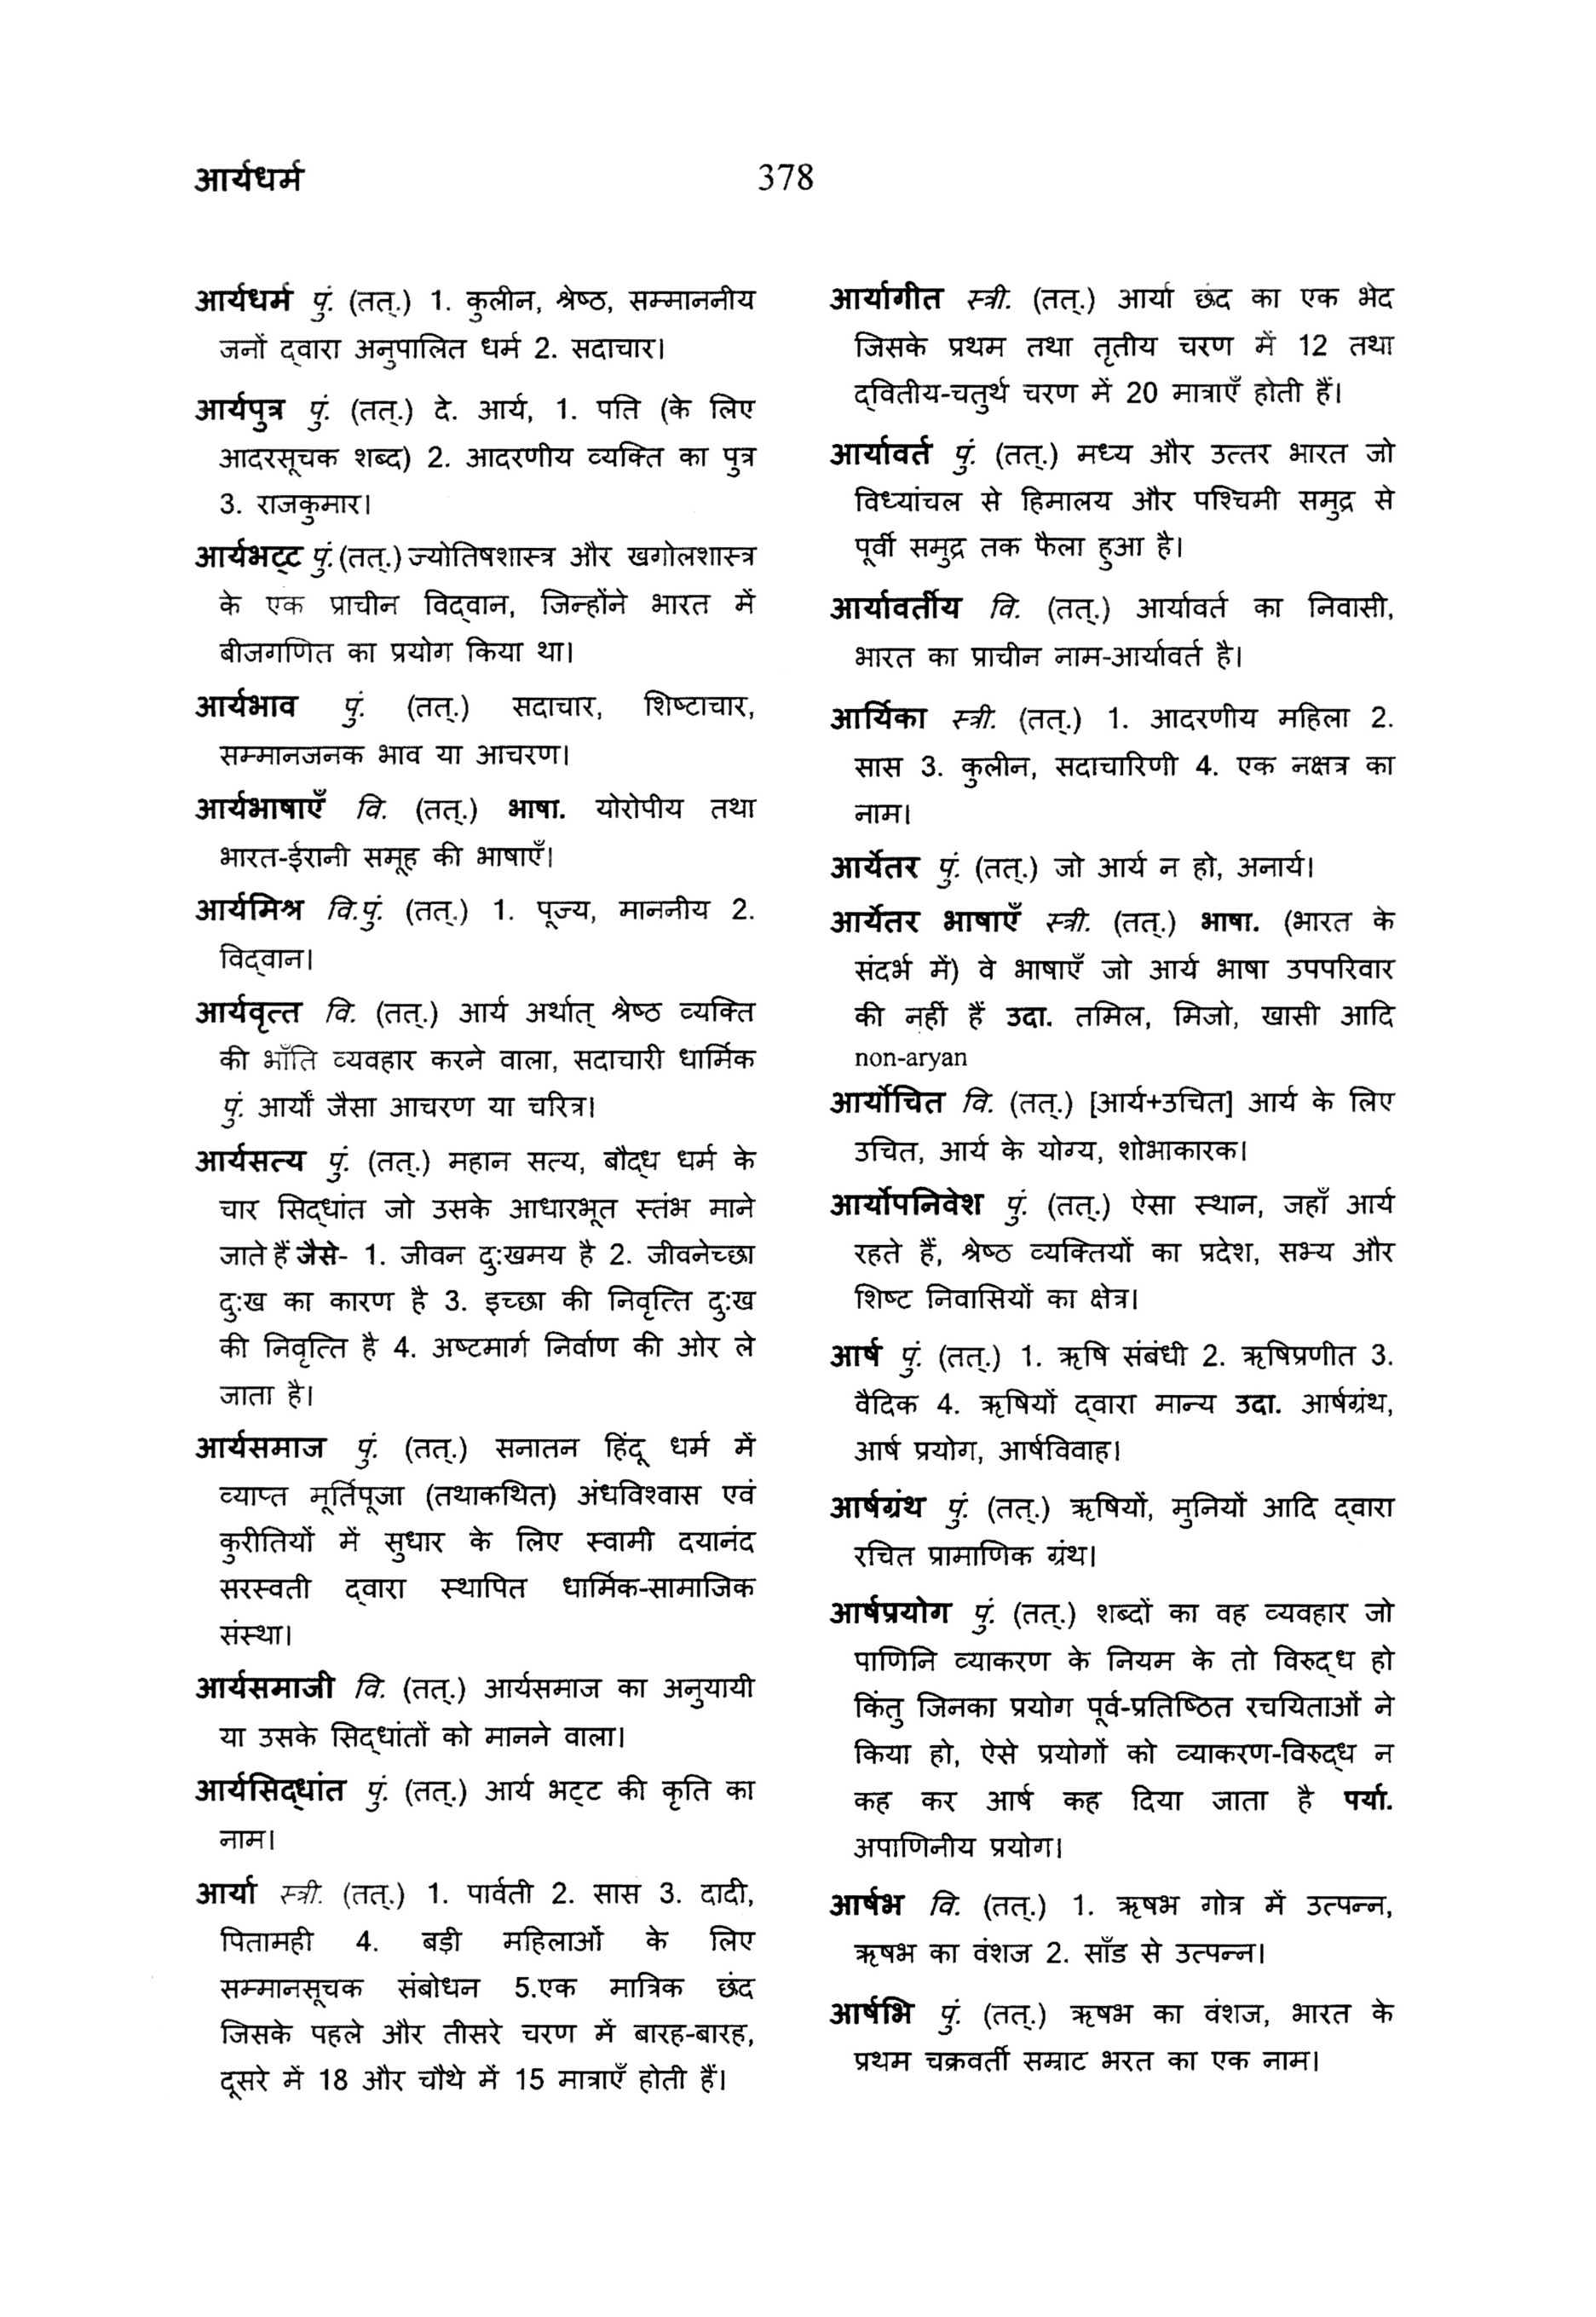 आर्यधर्म
378
आर्यधर्म पुं. (तत्.) 1. कुलीन, श्रेष्ठ, सम्माननीय
जनों द्‌वारा अनुपालित धर्म 2. सदाचार।
आर्यपुत्र पुं. (तत्.) दे. आर्य, 1. पति (के लिए
आदरसूचक शब्द) 2. आदरणीय व्यक्ति का पुत्र
3. राजकुमार।
आर्यभट्‌ट पुं. (तत्.) ज्योतिषशास्त्र और खगोलशास्त्र
के एक प्राचीन विद्‌वान, जिन्होंने भारत में
बीजगणित का प्रयोग किया था।
आर्यभाव पुं. (तत्.) सदाचार, शिष्टाचार,
सम्मानजनक भाव या आचरण।
आर्यभाषाएँ वि. (तत्.) भाषा. योरोपीय तथा
भारत-ईरानी समूह की भाषाएँ।
आर्यमिश्र वि.पुं. (तत्.) 1. पूज्य, माननीय 2.
विद्‌वान।
आर्यवृत्त वि. (तत्.) आर्य अर्थात् श्रेष्ठ व्यक्ति
की भाँति व्यवहार करने वाला, सदाचारी धार्मिक
पुं. आर्यों जैसा आचरण या चरित्र।
आर्यसत्य पुं. (तत्.) महान सत्य, बौद्‌ध धर्म के
चार सिद्‌धांत जो उसके आधारभूत स्तंभ माने
जाते हैं जैसे- 1. जीवन दुःखमय है 2. जीवनेच्छा
दुःख का कारण है 3. इच्छा की निवृत्ति दुःख
की निवृत्ति है 4. अष्टमार्ग निर्वाण की ओर ले
जाता है।
आर्यसमाज पुं. (तत्.) सनातन हिंदू धर्म में
व्याप्त मूर्तिपूजा (तथाकथित) अंधविश्वास एवं
कुरीतियों में सुधार के लिए स्वामी दयानंद
सरस्वती द्‌वारा स्थापित धार्मिक-सामाजिक
संस्था।
आर्यसमाजी वि. (तत्.) आर्यसमाज का अनुयायी
या उसके सिद्‌धांतों को मानने वाला।
आर्यसिद्‌धांत पुं. (तत्.) आर्य भट्‌ट की कृति का
नाम।
आर्या स्त्री. (तत्.) 1. पार्वती 2. सास 3. दादी,
पितामही 4. बड़ी महिलाओं के लिए
सम्मानसूचक संबोधन 5.एक मात्रिक छंद
जिसके पहले और तीसरे चरण में बारह-बारह,
दूसरे में 18 और चौथे में 15 मात्राएँ होती हैं।
आर्यागीत स्त्री. (तत्.) आर्या छंद का एक भेद
जिसके प्रथम तथा तृतीय चरण में 12 तथा
द्‌वितीय-चतुर्थ चरण में 20 मात्राएँ होती हैं।
आर्यावर्त पुं. (तत्.) मध्य और उत्तर भारत जो
विध्यांचल से हिमालय और पश्चिमी समुद्र से
पूर्वी समुद्र तक फैला हुआ है।
आर्यावर्तीय वि. (तत्.) आर्यावर्त का निवासी,
भारत का प्राचीन नाम-आर्यावर्त है।
आर्यिका स्त्री. (तत्.) 1. आदरणीय महिला 2.
सास 3. कुलीन, सदाचारिणी 4. एक नक्षत्र का
नाम।
आर्येतर पुं. (तत्.) जो आर्य न हो, अनार्य।
आर्येतर भाषाएँ स्त्री. (तत्.) भाषा. (भारत के
संदर्भ में) वे भाषाएँ जो आर्य भाषा उपपरिवार
की नहीं हैं उदा. तमिल, मिजो, खासी आदि
non-aryan
आर्योचित वि. (तत्.) [आर्य+उचित] आर्य के लिए
उचित, आर्य के योग्य, शोभाकारक।
आर्योपनिवेश पुं. (तत्.) ऐसा स्थान, जहाँ आर्य
रहते हैं, श्रेष्ठ व्यक्तियों का प्रदेश, सभ्य और
शिष्ट निवासियों का क्षेत्र।
आर्ष पुं. (तत्.) 1. ऋषि संबंधी 2. ऋषिप्रणीत 3.
वैदिक 4. ऋषियों द्‌वारा मान्य उदा. आर्षग्रंथ,
आर्ष प्रयोग, आर्षविवाह।
आर्षग्रंथ पुं. (तत्.) ऋषियों, मुनियों आदि द्‌वारा
रचित प्रामाणिक ग्रंथ।
आर्षप्रयोग पुं. (तत्.) शब्दों का वह व्यवहार जो
पाणिनि व्याकरण के नियम के तो विरुद्‌ध हो
किंतु जिनका प्रयोग पूर्व-प्रतिष्ठित रचयिताओं ने
किया हो, ऐसे प्रयोगों को व्याकरण-विरुद्‌ध न
कह कर आर्ष कह दिया जाता है पर्या.
अपाणिनीय प्रयोग।
आर्षभ वि. (तत्.) 1. ऋषभ गोत्र में उत्पन्न,
ऋषभ का वंशज 2. साँड से उत्पन्न।
आर्षभि पुं. (तत्.) ऋषभ का वंशज, भारत के
प्रथम चक्रवर्ती सम्राट भरत का एक नाम।